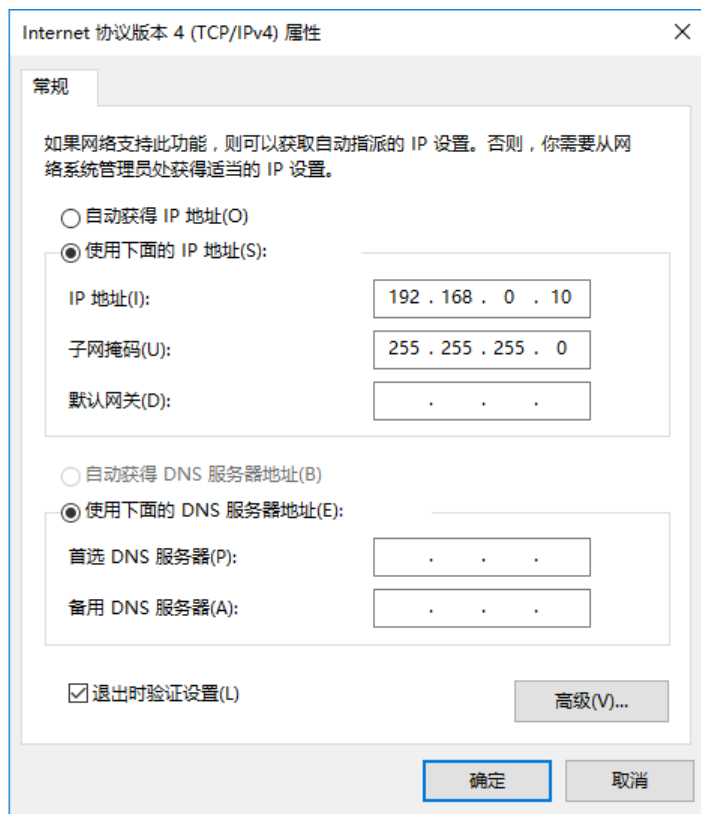 Internet 协议版本 4 (TCP/IPv4) 属性
常规
如果网络支持此功能，则可以获取自动指派的 IP 设置。否则，你需要从网
络系统管理员处获得适当的 IP 设置。
自动获得 IP 地址(O)
使用下面的 IP 地址(S):
IP 地址(I): 192 . 168 . 0 . 10
子网掩码(U): 255 . 255 . 255 . 0
默认网关(D): . . .
自动获得 DNS 服务器地址(B)
使用下面的 DNS 服务器地址(E):
首选 DNS 服务器(P): . . .
备用 DNS 服务器(A): . . .
退出时验证设置(L)
高级(V)...
确定 取消